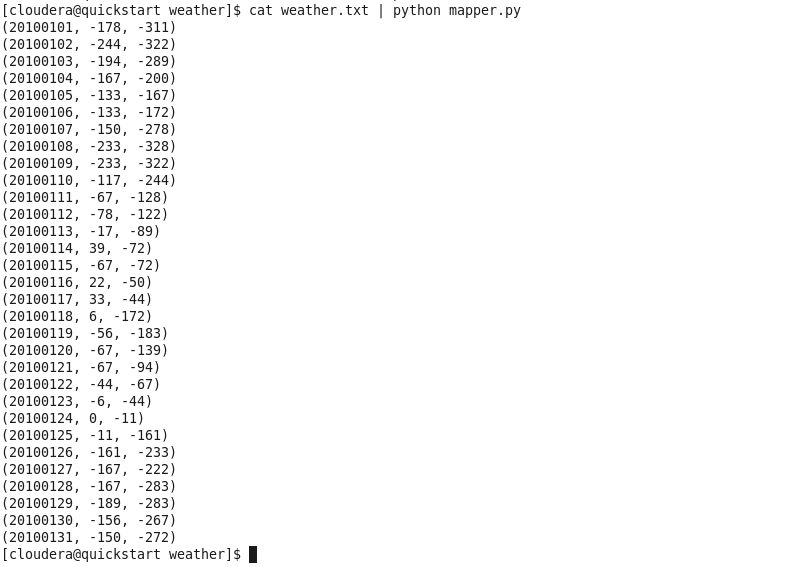 [cloudera@quickstart weather]$ cat weather.txt | python mapper.py
(20100101, -178, -311)
(20100102, -244, -322)
(20100103, -194, -289)
(20100104, -167, -200)
(20100105, -133, -167)
(20100106, -133, -172)
(20100107, -150, -278)
(20100108, -233, -328)
(20100109, -233, -322)
(20100110, -117, -244)
(20100111, -67, -128)
(20100112, -78, -122)
(20100113, -17, -89)
(20100114, 39, -72)
(20100115, -67, -72)
(20100116, 22, -50)
(20100117, 33, -44)
(20100118, 6, -172)
(20100119, -56, -183)
(20100120, -67, -139)
(20100121, -67, -94)
(20100122, -44, -67)
(20100123, -6, -44)
(20100124, 0, -11)
(20100125, -11, -161)
(20100126, -161, -233)
(20100127, -167, -222)
(20100128, -167, -283)
(20100129, -189, -283)
(20100130, -156, -267)
(20100131, -150, -272)
[cloudera@quickstart weather]$